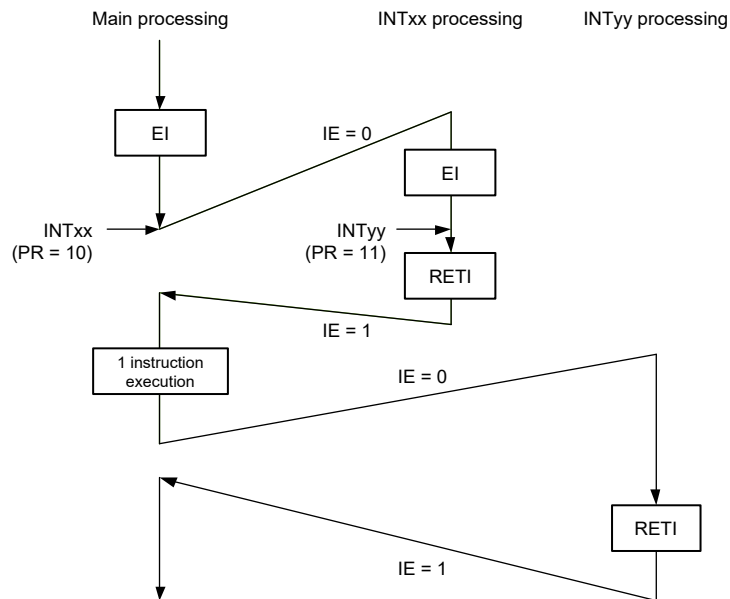 Main processing
INTxx processing
INTyy processing
EI
IE = 0
EI
INTxx
(PR = 10)
INTyy
(PR = 11)
RETI
IE = 1
1 instruction
execution
IE = 0
RETI
IE = 1